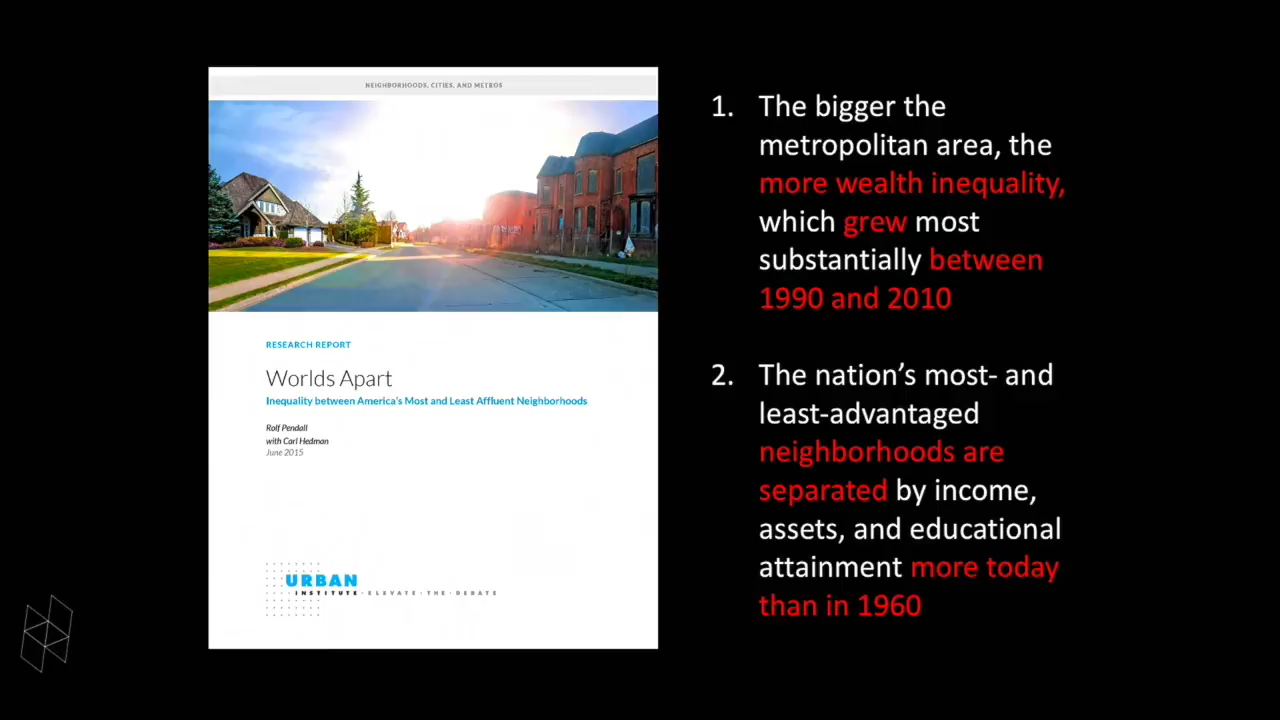 NEIGHBORHOODS, CITIES, AND METROS
RESEARCH REPORT
Worlds Apart
Inequality between America's Most and Least Affluent Neighborhoods
Rolf Pendall
with Carl Hedman
June 2015
URBAN
INSTITUTE · ELEVATE · THE · DEBATE
1. The bigger the
metropolitan area, the
more wealth inequality,
which grew most
substantially between
1990 and 2010
2. The nation’s most- and
least-advantaged
neighborhoods are
separated by income,
assets, and educational
attainment more today
than in 1960